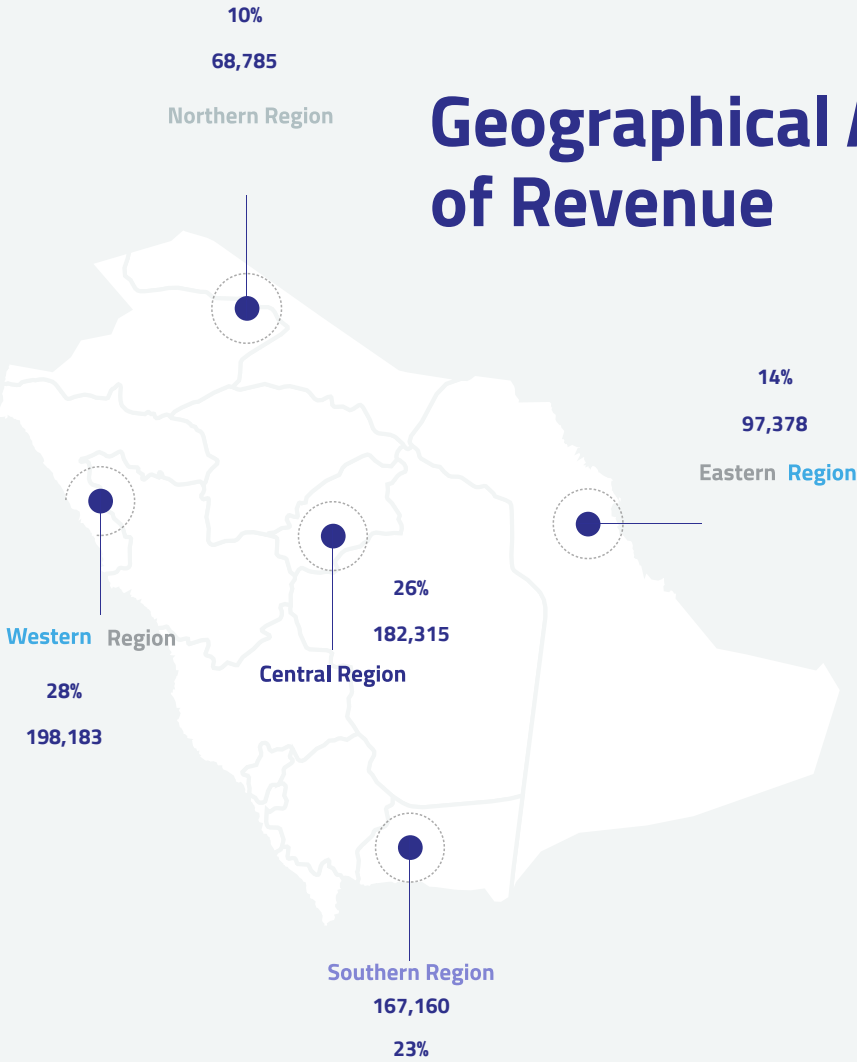 10%
68,785
Northern Region
Geographical
of Revenue
14%
97,378
Eastern Region
26%
182,315
Central Region
Western Region
28%
198,183
Southern Region
167,160
23%